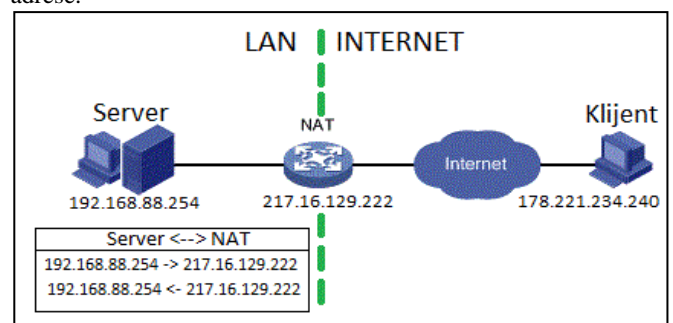 adrese.
LAN INTERNET
Server
NAT
Klijent
Internet
192.168.88.254
217.16.129.222
178.221.234.240
Server <--> NAT
192.168.88.254 -> 217.16.129.222
192.168.88.254 <- 217.16.129.222